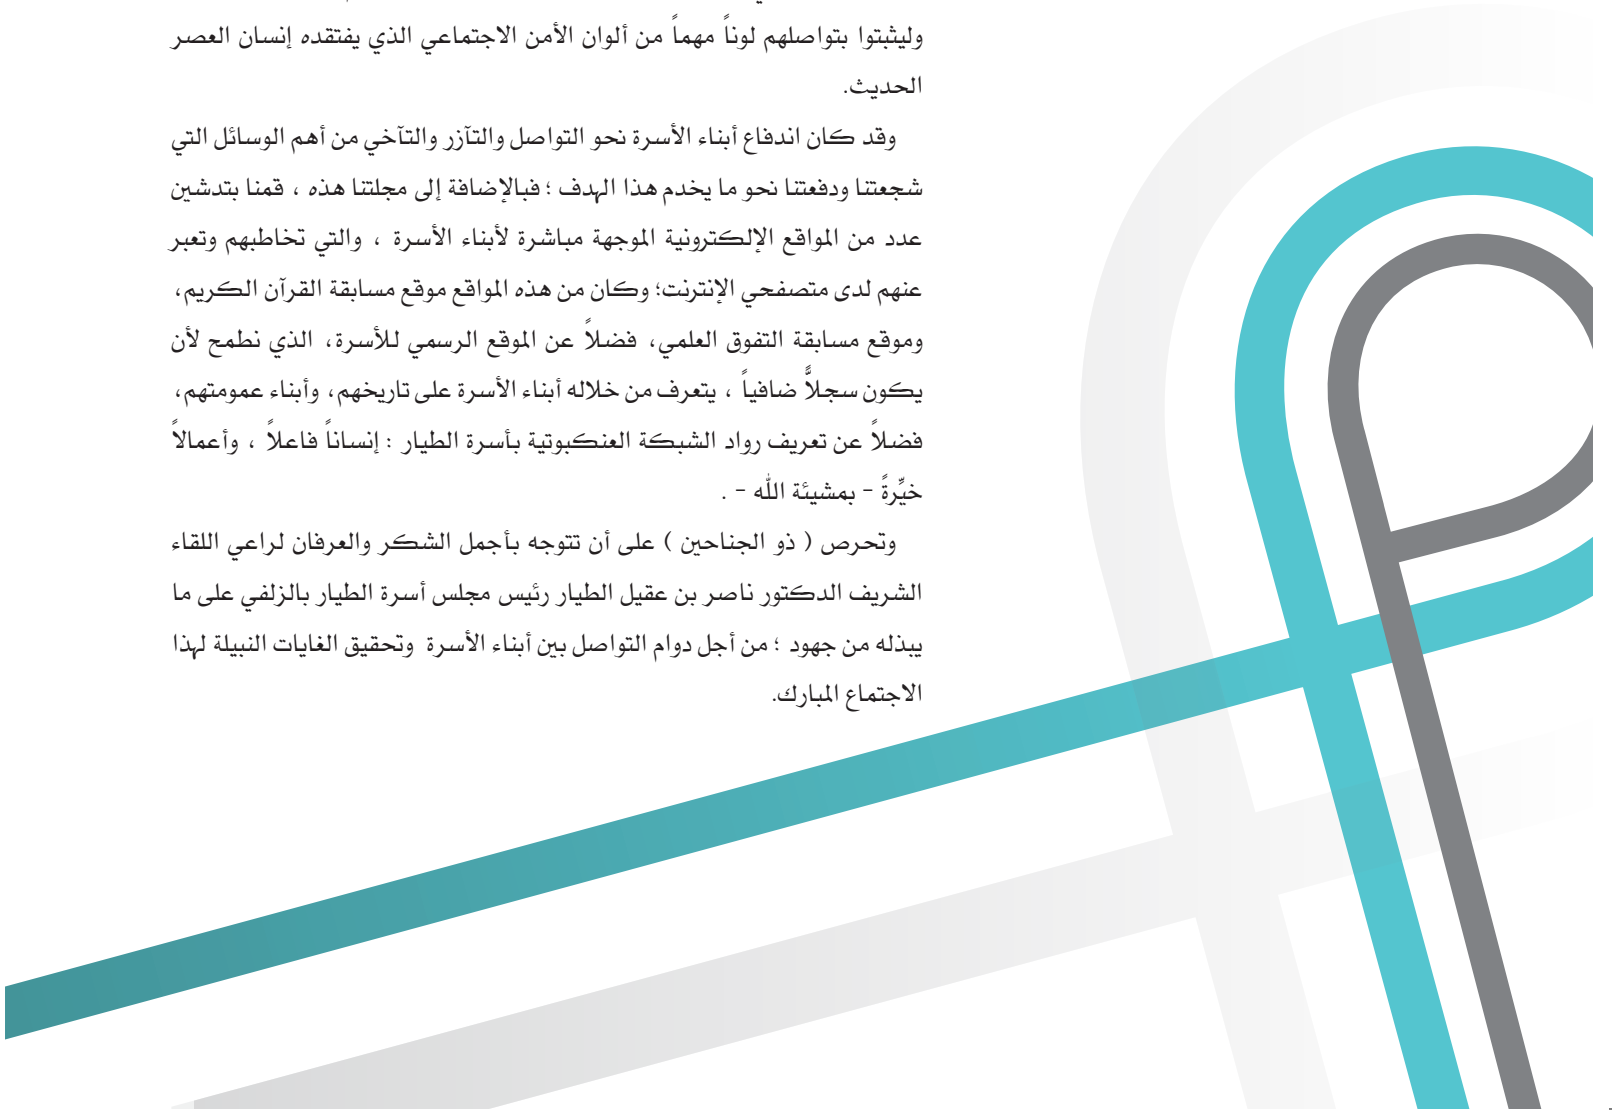 وليثبتوا بتواصلهم لوناً مهماً من ألوان الأمن الاجتماعي الذي يفتقده إنسان العصر
الحديث.
وقد كان اندفاع أبناء الأسرة نحو التواصل والتآزر والتآخي من أهم الوسائل التي
شجعتنا ودفعتنا نحو ما يخدم هذا الهدف ؛ فبالإضافة إلى مجلتنا هذه ، قمنا بتدشين
عدد من المواقع الإلكترونية الموجهة مباشرة لأبناء الأسرة ، والتي تخاطبهم وتعبر
عنهم لدى متصفحي الإنترنت؛ وكان من هذه المواقع موقع مسابقة القرآن الكريم،
وموقع مسابقة التفوق العلمي، فضلاً عن الموقع الرسمي للأسرة، الذي نطمح لأن
يكون سجلاًّ ضافياً ، يتعرف من خلاله أبناء الأسرة على تاريخهم، وأبناء عمومتهم،
فضلاً عن تعريف رواد الشبكة العنكبوتية بأسرة الطيار : إنساناً فاعلاً ، وأعمالاً
خيِّرةً - بمشيئة الله - .
وتحرص ( ذو الجناحين ) على أن تتوجه بأجمل الشكر والعرفان لراعي اللقاء
الشريف الدكتور ناصر بن عقيل الطيار رئيس مجلس أسرة الطيار بالزلفي على ما
يبذله من جهود ؛ من أجل دوام التواصل بين أبناء الأسرة وتحقيق الغايات النبيلة لهذا
الاجتماع المبارك.